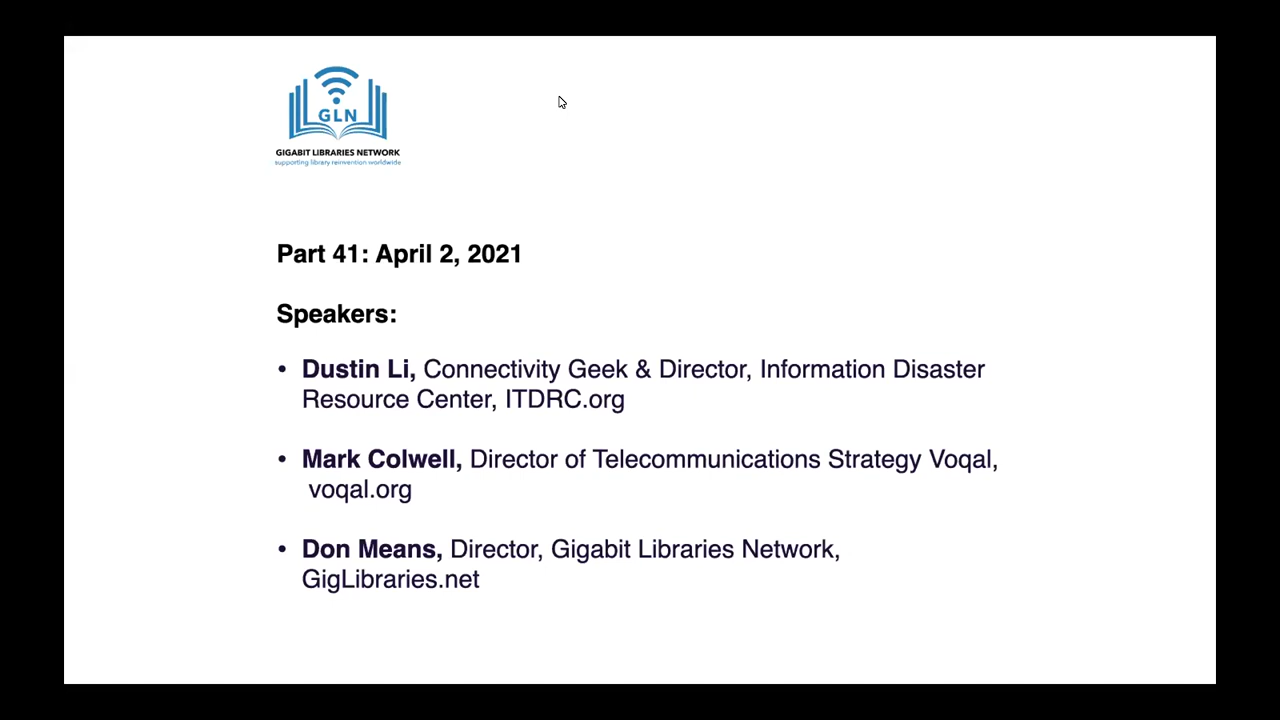 GLN
GIGABIT LIBRARIES NETWORK
supporting library reinvention worldwide
Part 41: April 2, 2021
Speakers:
• Dustin Li, Connectivity Geek & Director, Information Disaster
Resource Center, ITDRC.org
• Mark Colwell, Director of Telecommunications Strategy Voqal,
voqal.org
• Don Means, Director, Gigabit Libraries Network,
GigLibraries.net